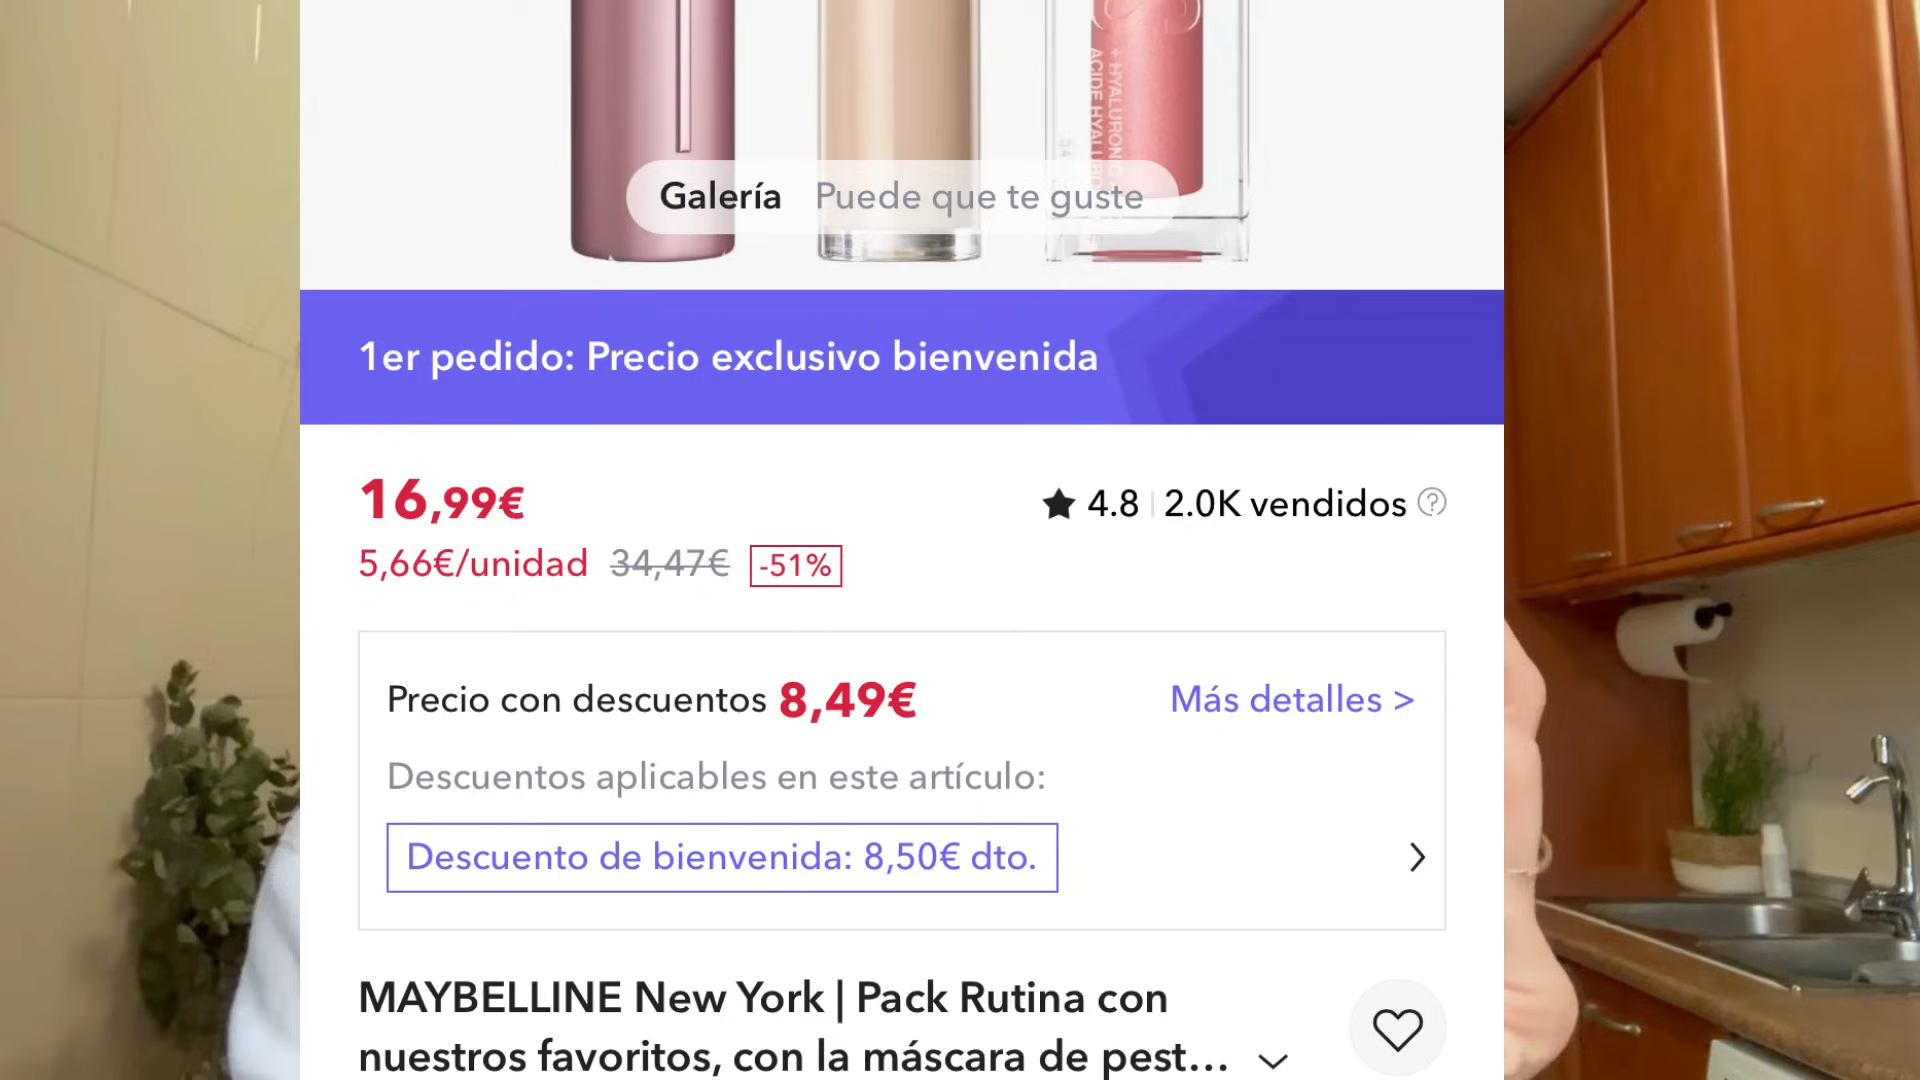 + HYALURONIC
ACIDE HYALURO
Galería Puede que te guste
1er pedido: Precio exclusivo bienvenida
16,99€
★ 4.8 | 2.0K vendidos ?
5,66€/unidad 34,47€ -51%
Precio con descuentos 8,49€ Más detalles >
Descuentos aplicables en este artículo:
Descuento de bienvenida: 8,50€ dto.
MAYBELLINE New York | Pack Rutina con
nuestros favoritos, con la máscara de pest...